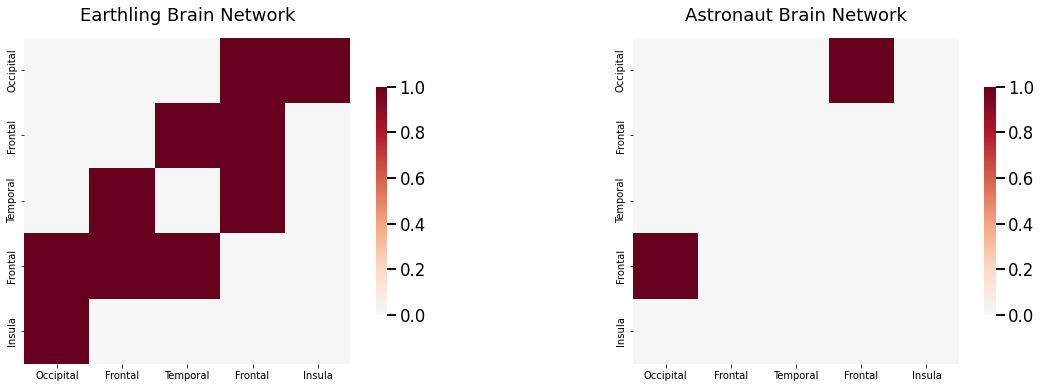 Earthling Brain Network
Occipital
Frontal
Temporal
Frontal
Insula
Occipital Frontal Temporal Frontal Insula
1.0
0.8
0.6
0.4
0.2
0.0
Astronaut Brain Network
Occipital
Frontal
Temporal
Frontal
Insula
Occipital Frontal Temporal Frontal Insula
1.0
0.8
0.6
0.4
0.2
0.0